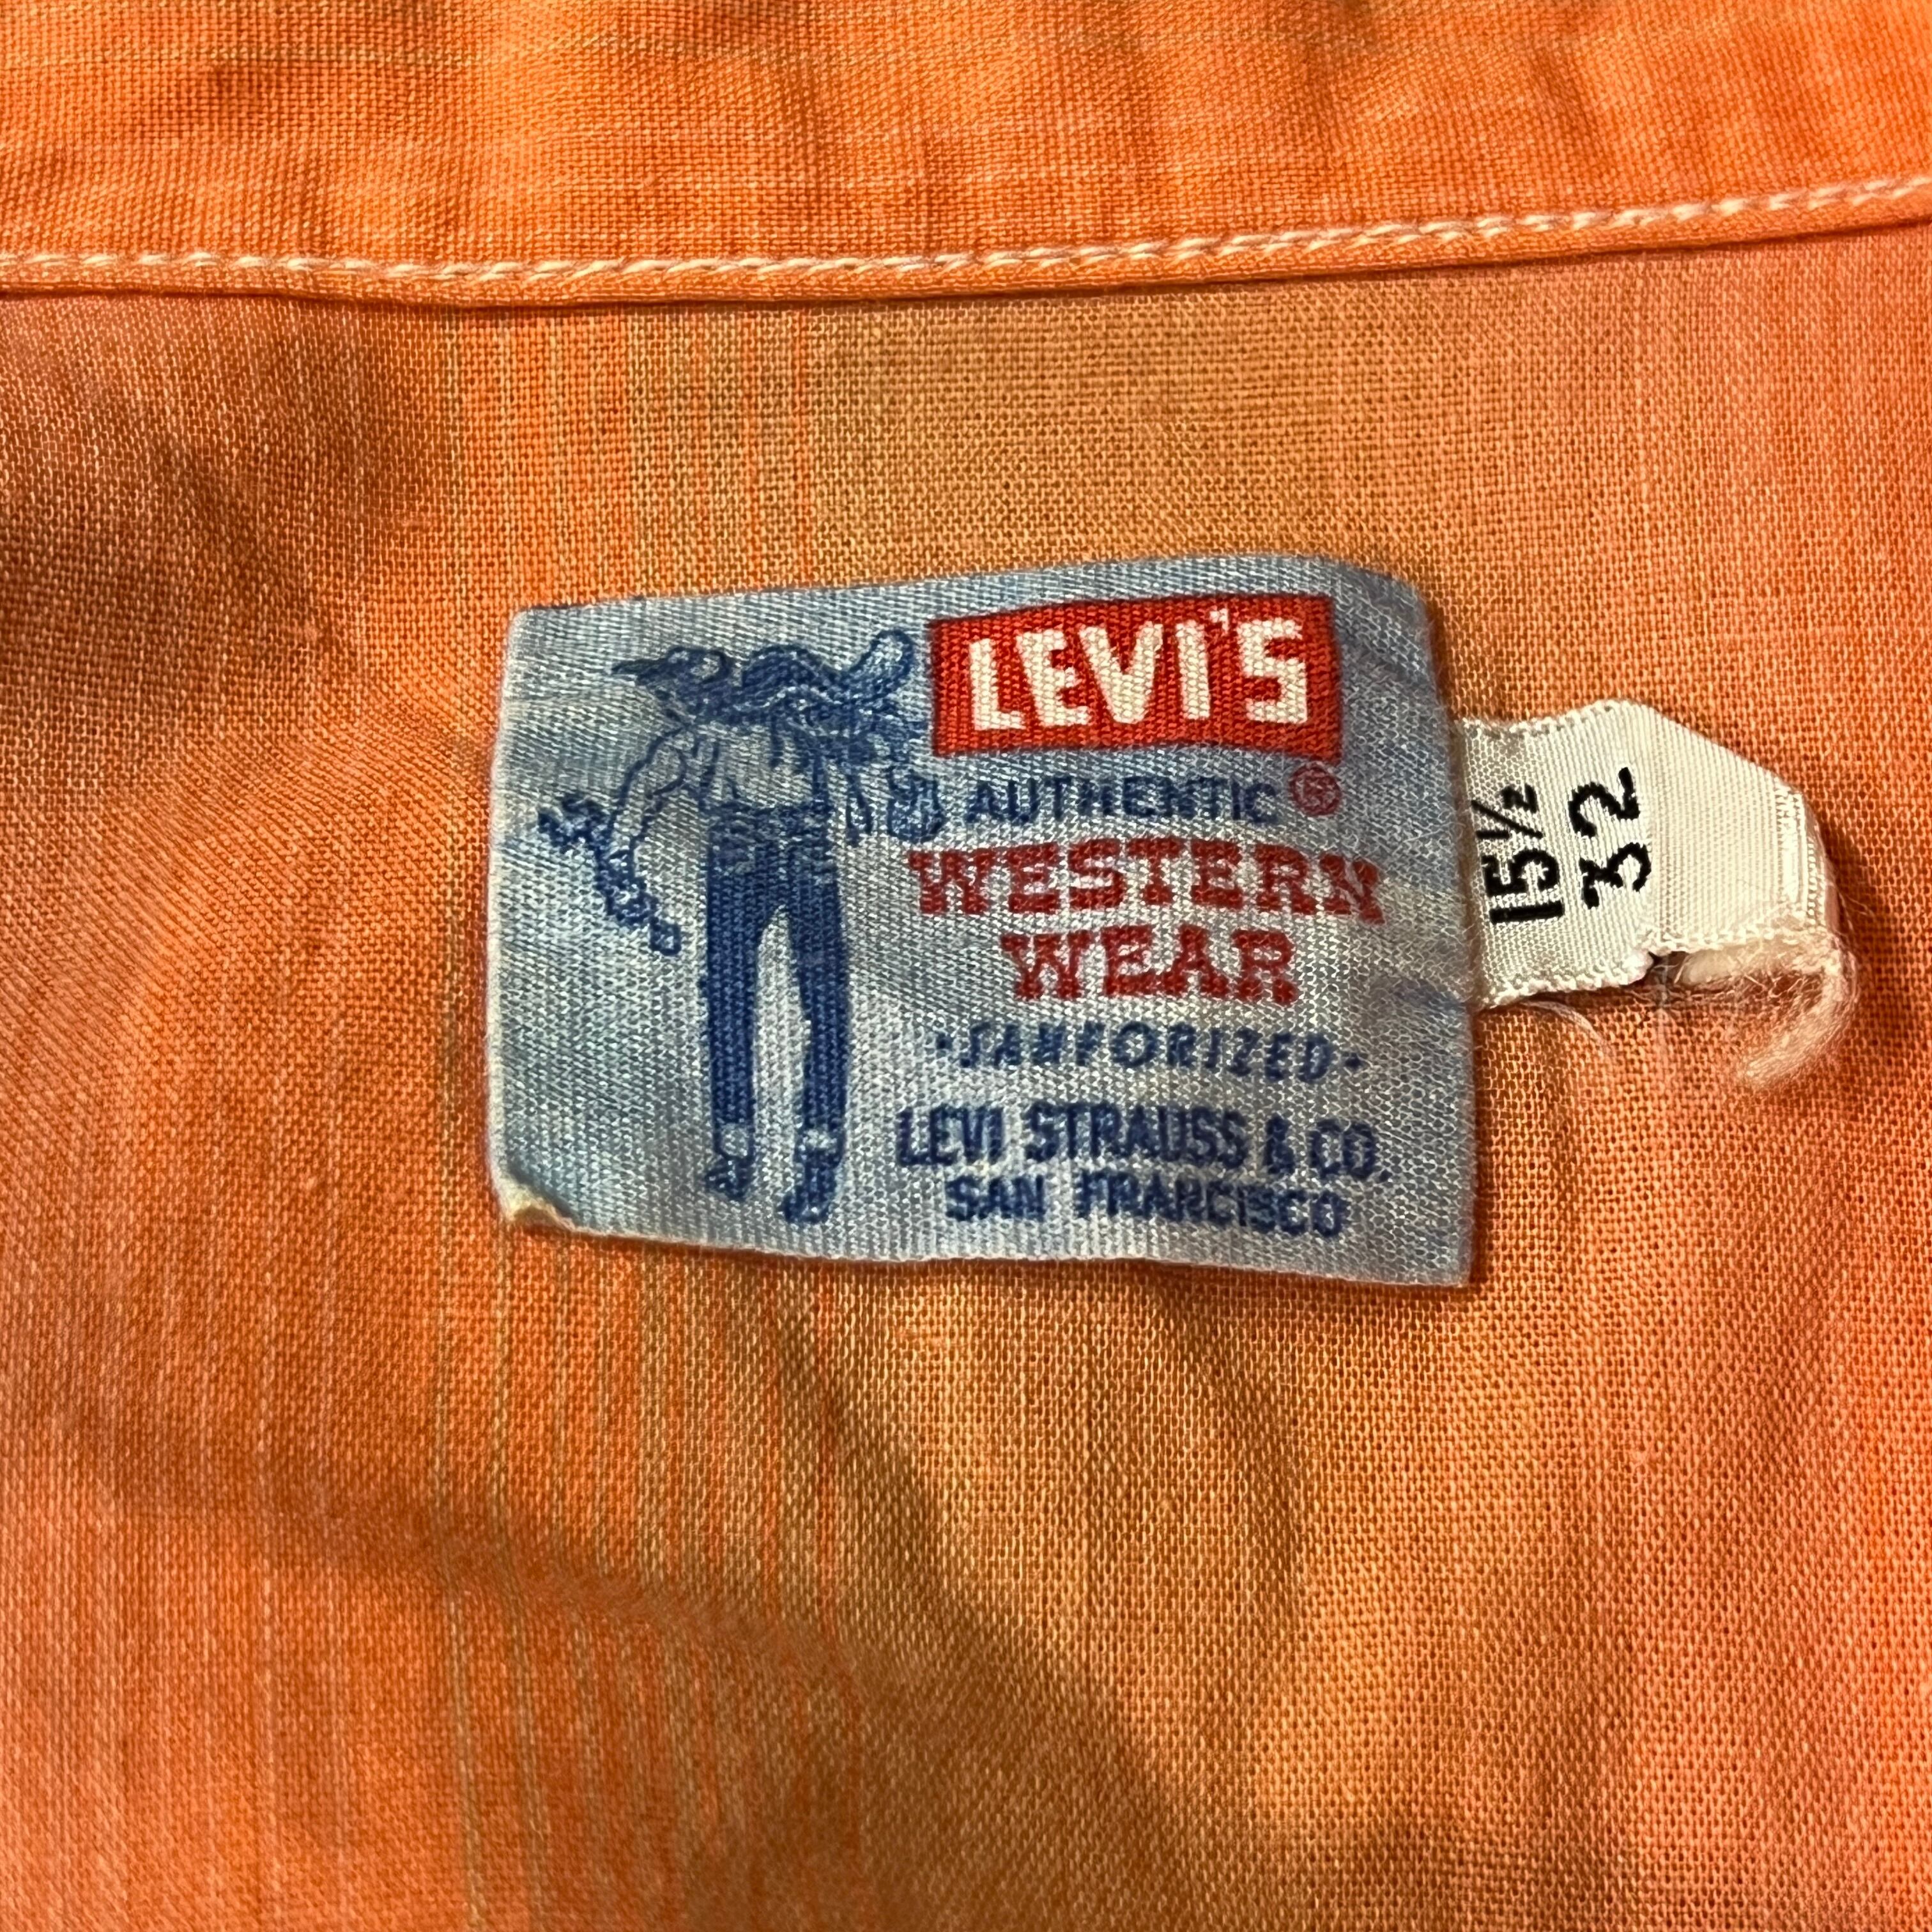 LEVI'S
AUTHENTIC ®
WESTERN
WEAR
·SANFORIZED·
LEVI STRAUSS & CO.
SAN FRANCISCO
15½
32